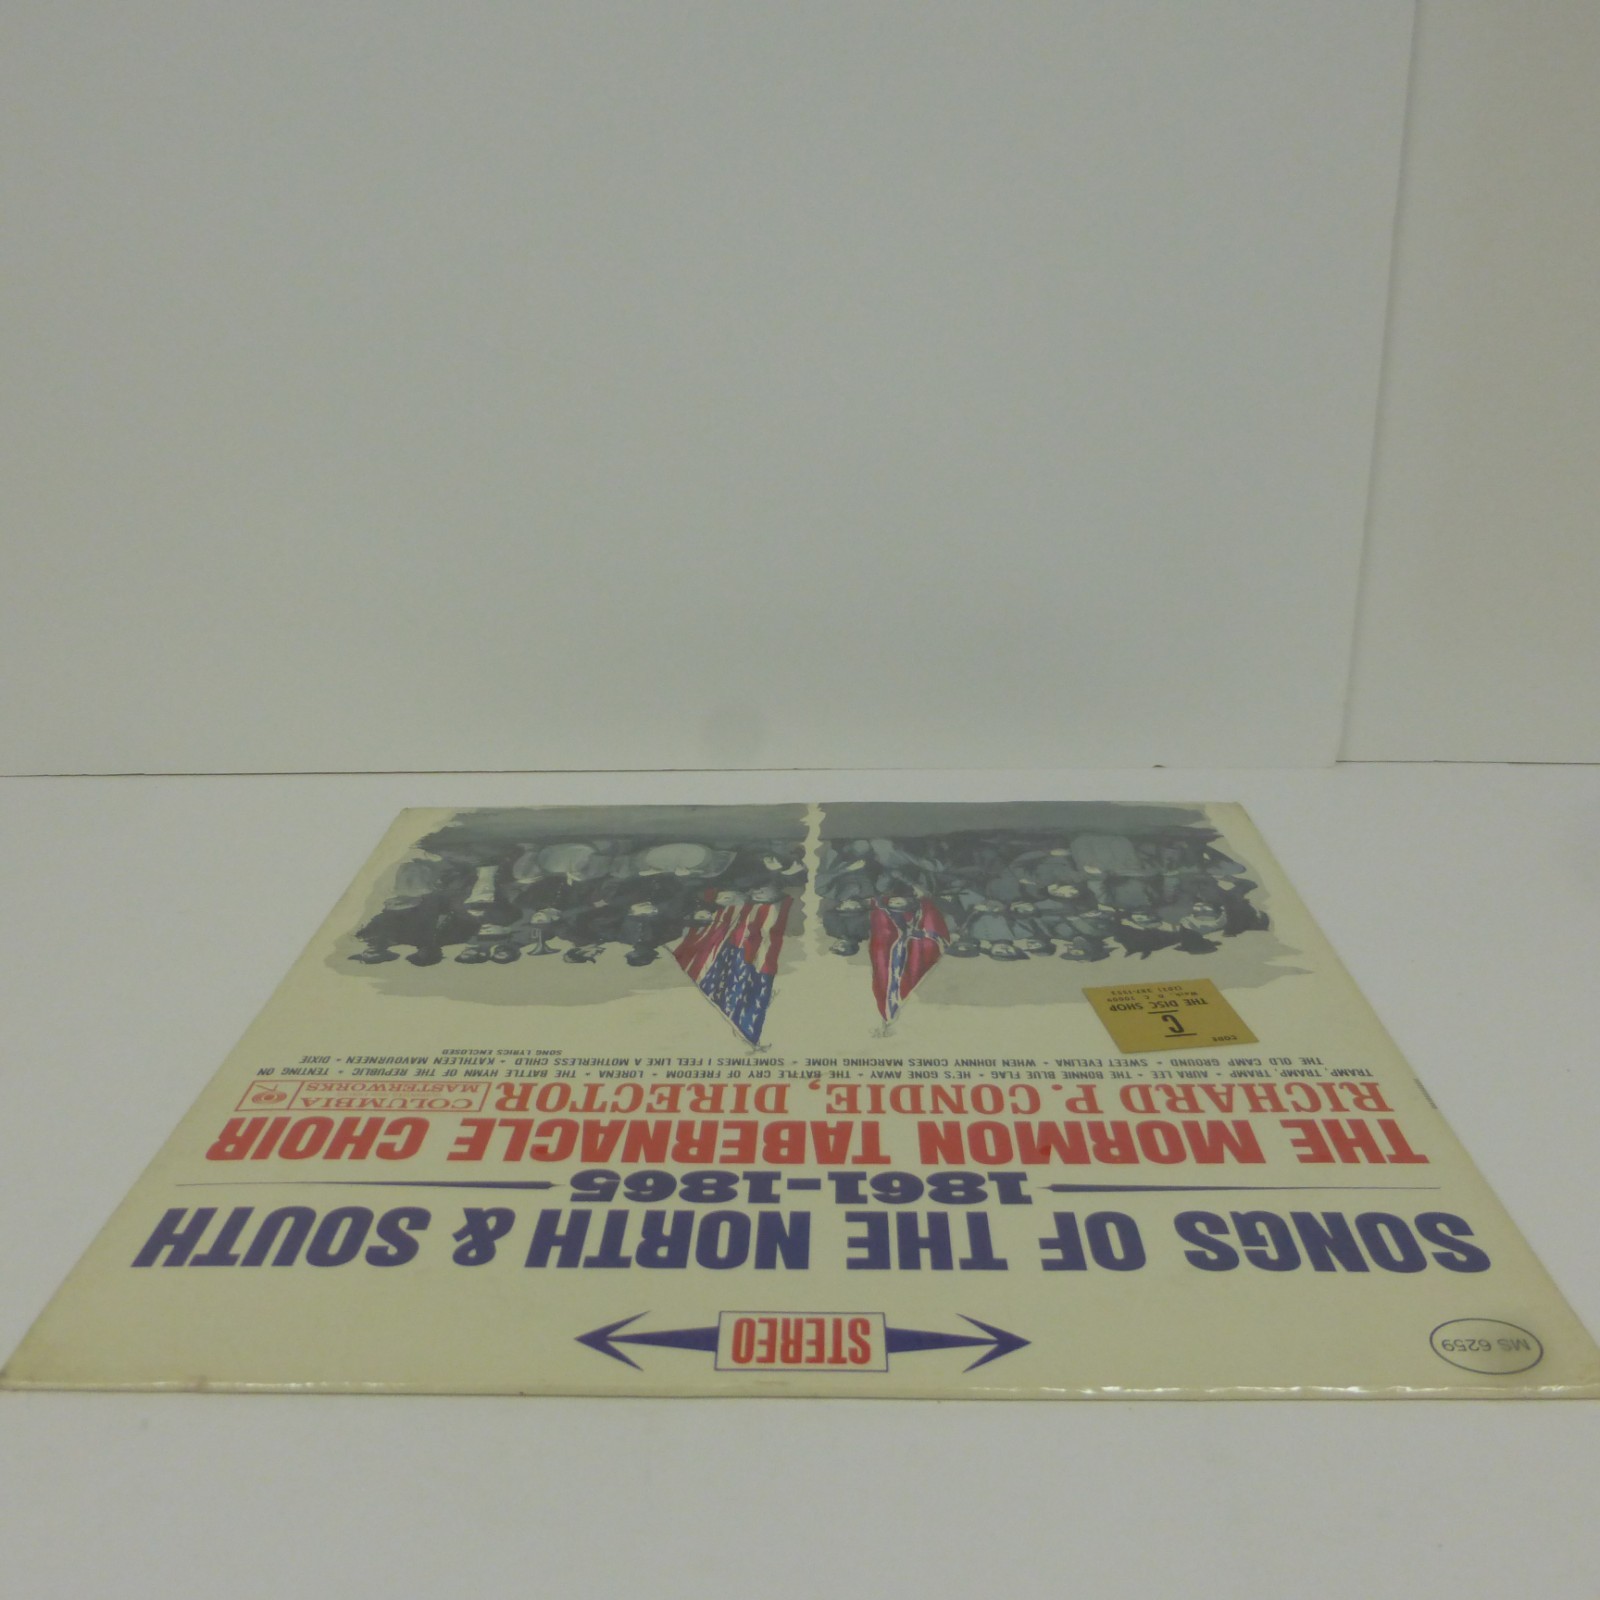 MS 6259
STEREO
SONGS OF THE NORTH & SOUTH
1861-1865
THE MORMON TABERNACLE CHOIR
RICHARD P. CONDIE, DIRECTOR
COLUMBIA
MASTERWORKS
TRAMP, TRAMP, TRAMP • AURA LEE • THE BONNIE BLUE FLAG • HE'S GONE AWAY • THE BATTLE CRY OF FREEDOM • LORENA • THE BATTLE HYMN OF THE REPUBLIC • TENTING ON
THE OLD CAMP GROUND • SWEET EVELINA • WHEN JOHNNY COMES MARCHING HOME • SOMETIMES I FEEL LIKE A MOTHERLESS CHILD • KATHLEEN MAVOURNEEN • DIXIE
SONG LYRICS ENCLOSED
CODE
C
THE DISC SHOP